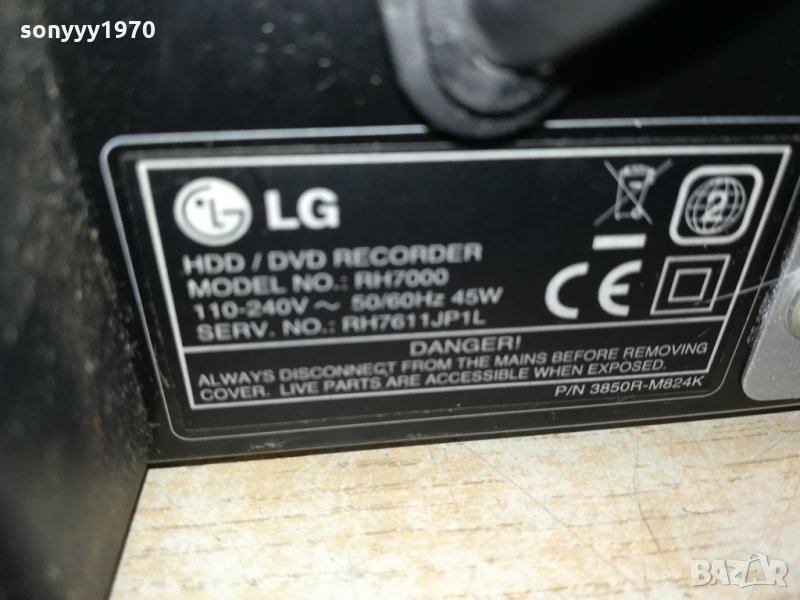 sonyyy1970
LG
2
HDD / DVD RECORDER
MODEL NO.: RH7000
110-240V ~ 50/60Hz 45W
SERV. NO.: RH7611JP1L
CE
DANGER!
ALWAYS DISCONNECT FROM THE MAINS BEFORE REMOVING
COVER. LIVE PARTS ARE ACCESSIBLE WHEN EXPOSED.
P/N 3850R-M824K
BAZAR